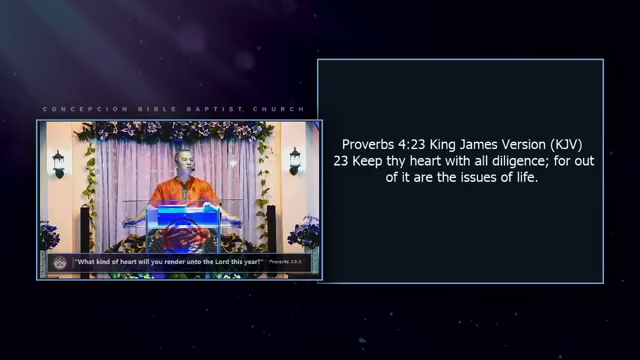 CONCEPCION BIBLE BAPTIST CHURCH
Proverbs 4:23 King James Version (KJV)
23 Keep thy heart with all diligence; for out
of it are the issues of life.
"What kind of heart will you render unto the Lord this year?" Proverbs